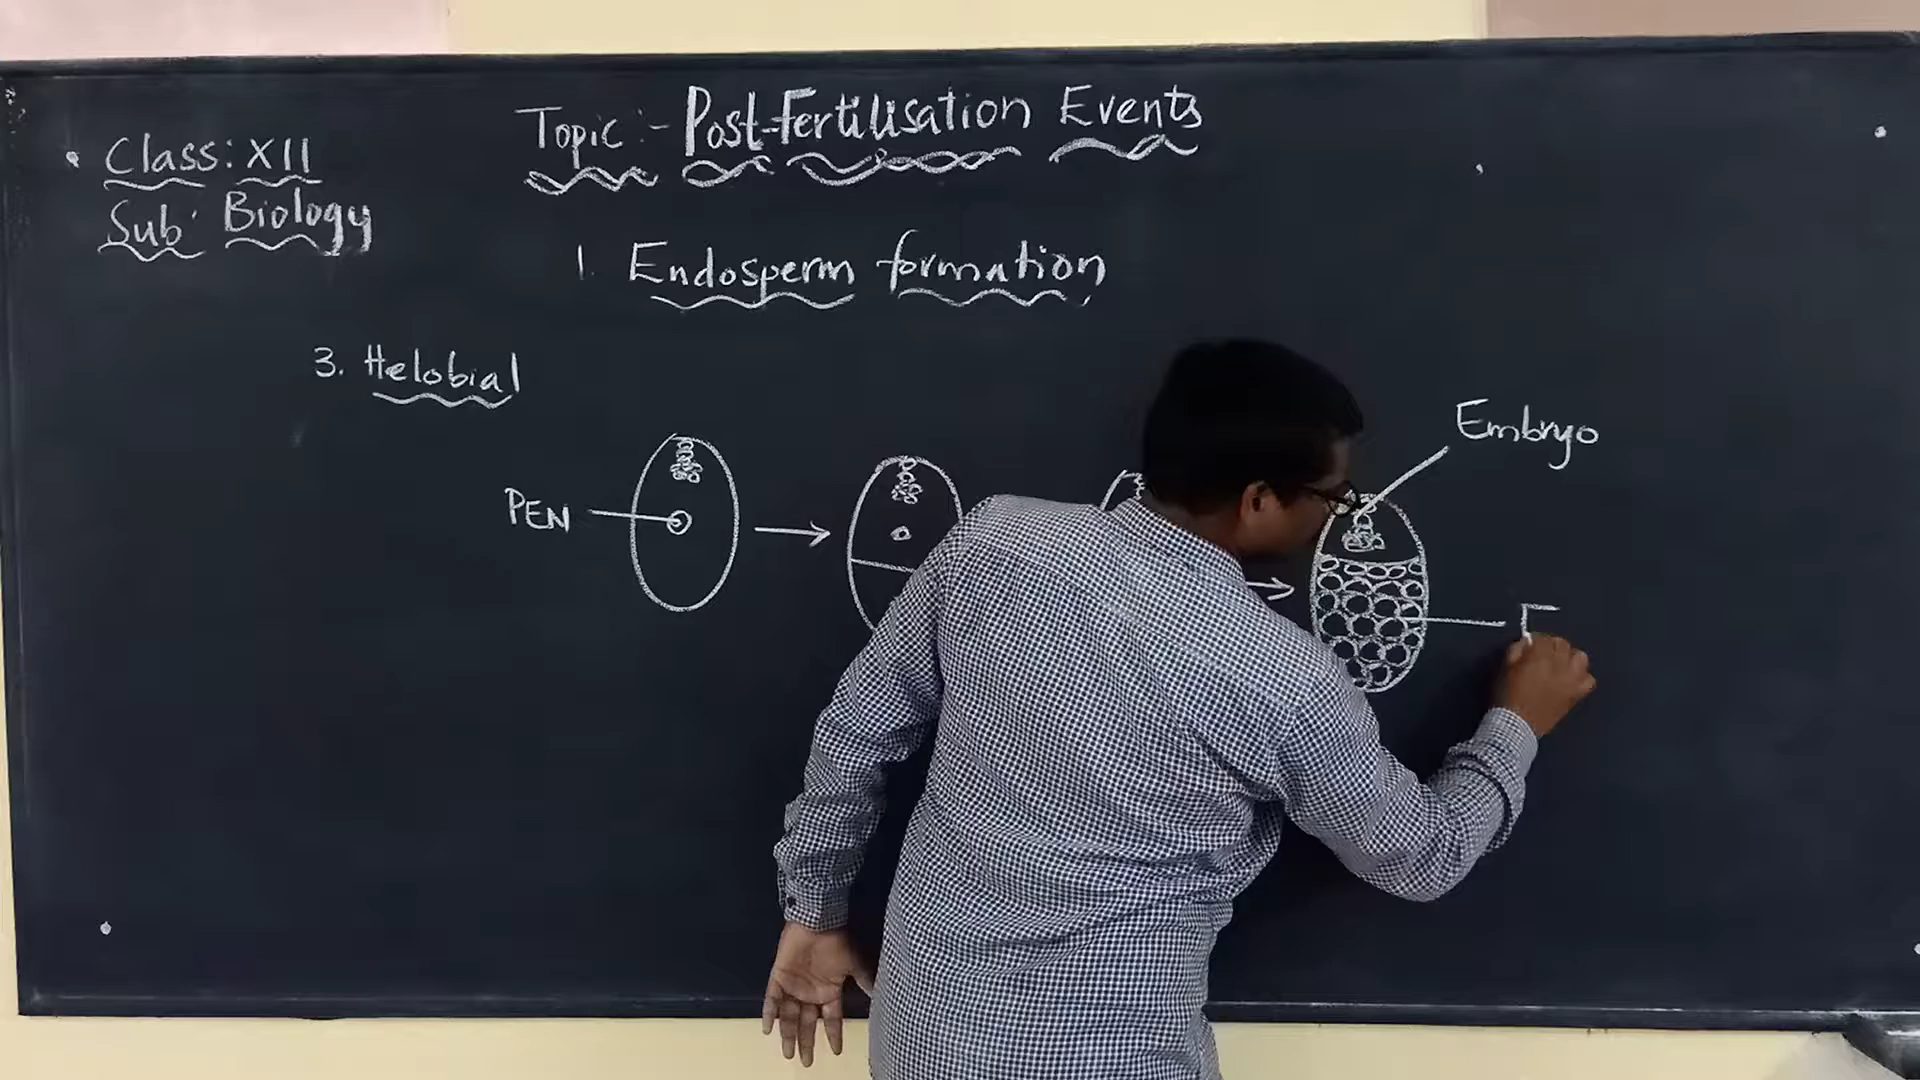 Topic :- Post-Fertilisation Events
Class: XII
Sub: Biology
1. Endosperm formation
3. Helobial
Embryo
PEN